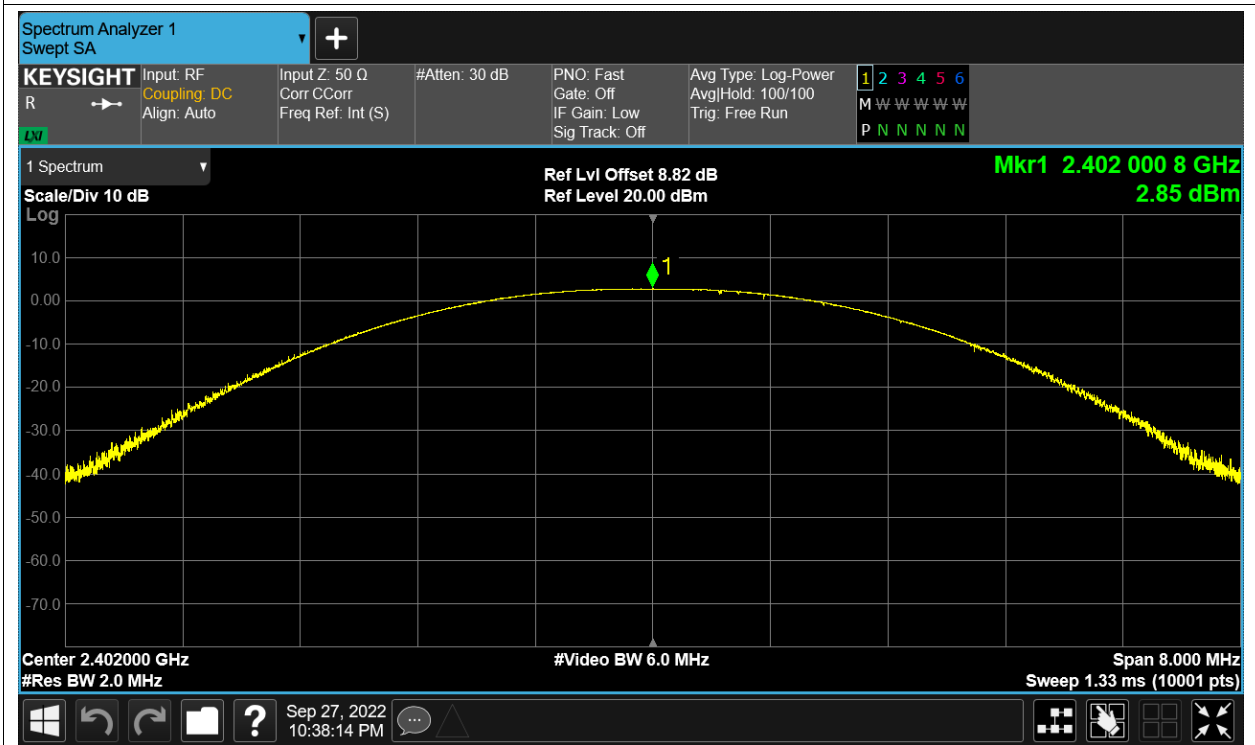 Spectrum Analyzer 1
Swept SA
KEYSIGHT
R
LXI
Input: RF
Coupling: DC
Align: Auto
Input Z: 50 Ω
Corr CCorr
Freq Ref: Int (S)
#Atten: 30 dB
PNO: Fast
Gate: Off
IF Gain: Low
Sig Track: Off
Avg Type: Log-Power
Avg|Hold: 100/100
Trig: Free Run
1 2 3 4 5 6
M W W W W W
P N N N N N
1 Spectrum
Scale/Div 10 dB
Log
Ref Lvl Offset 8.82 dB
Ref Level 20.00 dBm
Mkr1 2.402 000 8 GHz
2.85 dBm
1
10.0
0.00
-10.0
-20.0
-30.0
-40.0
-50.0
-60.0
-70.0
Center 2.402000 GHz
#Res BW 2.0 MHz
#Video BW 6.0 MHz
Span 8.000 MHz
Sweep 1.33 ms (10001 pts)
?
Sep 27, 2022
10:38:14 PM